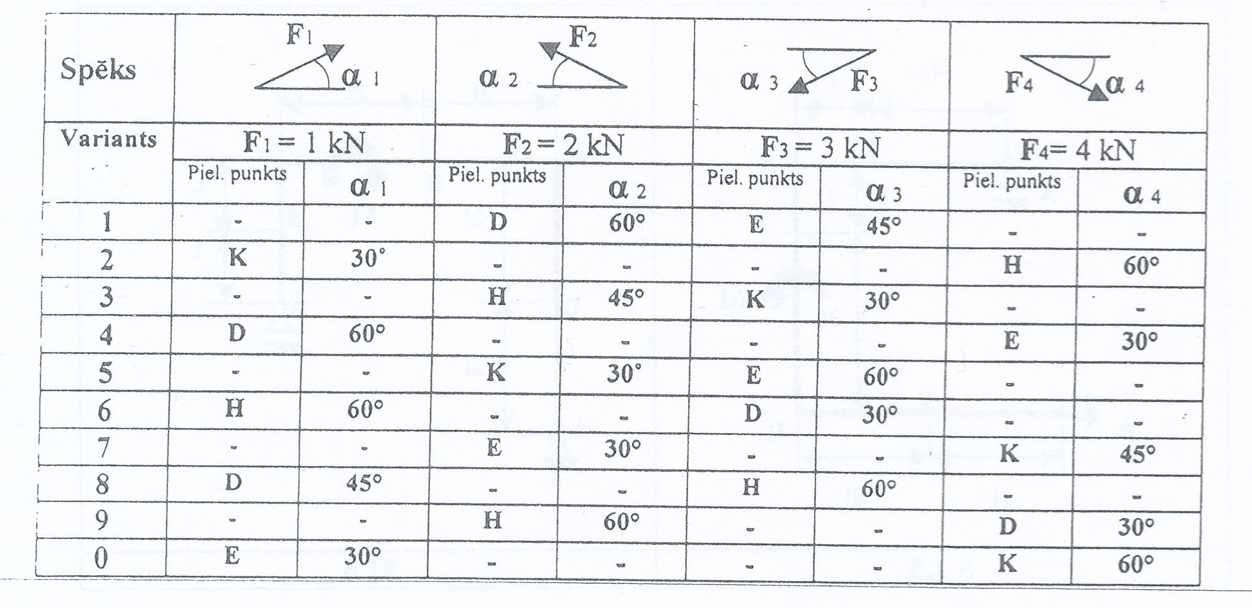 Spēks F1 α 1 F2 α 2 α 3 F3 F4 α 4
Variants F1 = 1 kN F2 = 2 kN F3 = 3 kN F4= 4 kN
Piel. punkts α 1 Piel. punkts α 2 Piel. punkts α 3 Piel. punkts α 4
1 - - D 60° E 45° - -
2 K 30° - - - - H 60°
3 - - H 45° K 30° - -
4 D 60° - - - - E 30°
5 - - K 30° E 60° - -
6 H 60° - - D 30° - -
7 - - E 30° - - K 45°
8 D 45° - - H 60° - -
9 - - H 60° - - D 30°
0 E 30° - - - - K 60°